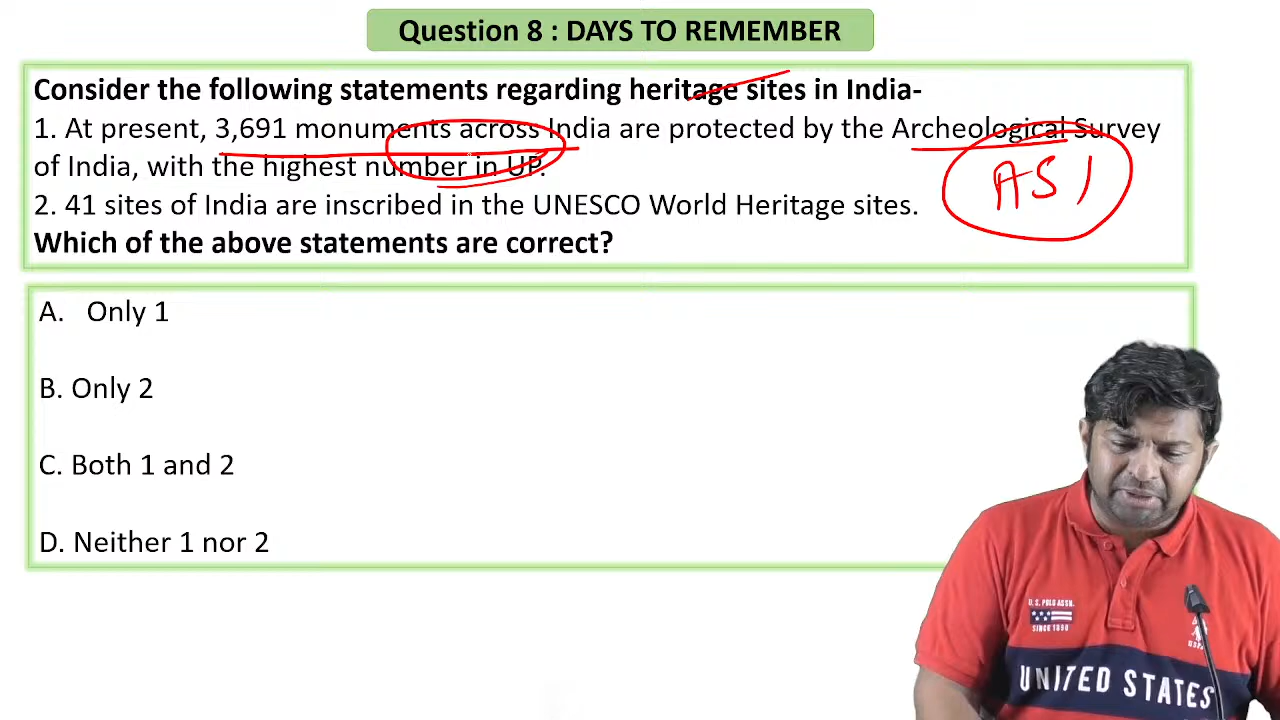 Question 8 : DAYS TO REMEMBER
Consider the following statements regarding heritage sites in India-
1. At present, 3,691 monuments across India are protected by the Archeological Survey
of India, with the highest number in UP.
2. 41 sites of India are inscribed in the UNESCO World Heritage sites.
Which of the above statements are correct?
ASI
A. Only 1
B. Only 2
C. Both 1 and 2
D. Neither 1 nor 2
U.S. POLO ASSN.
SINCE 1890
USPA
UNITED STATES